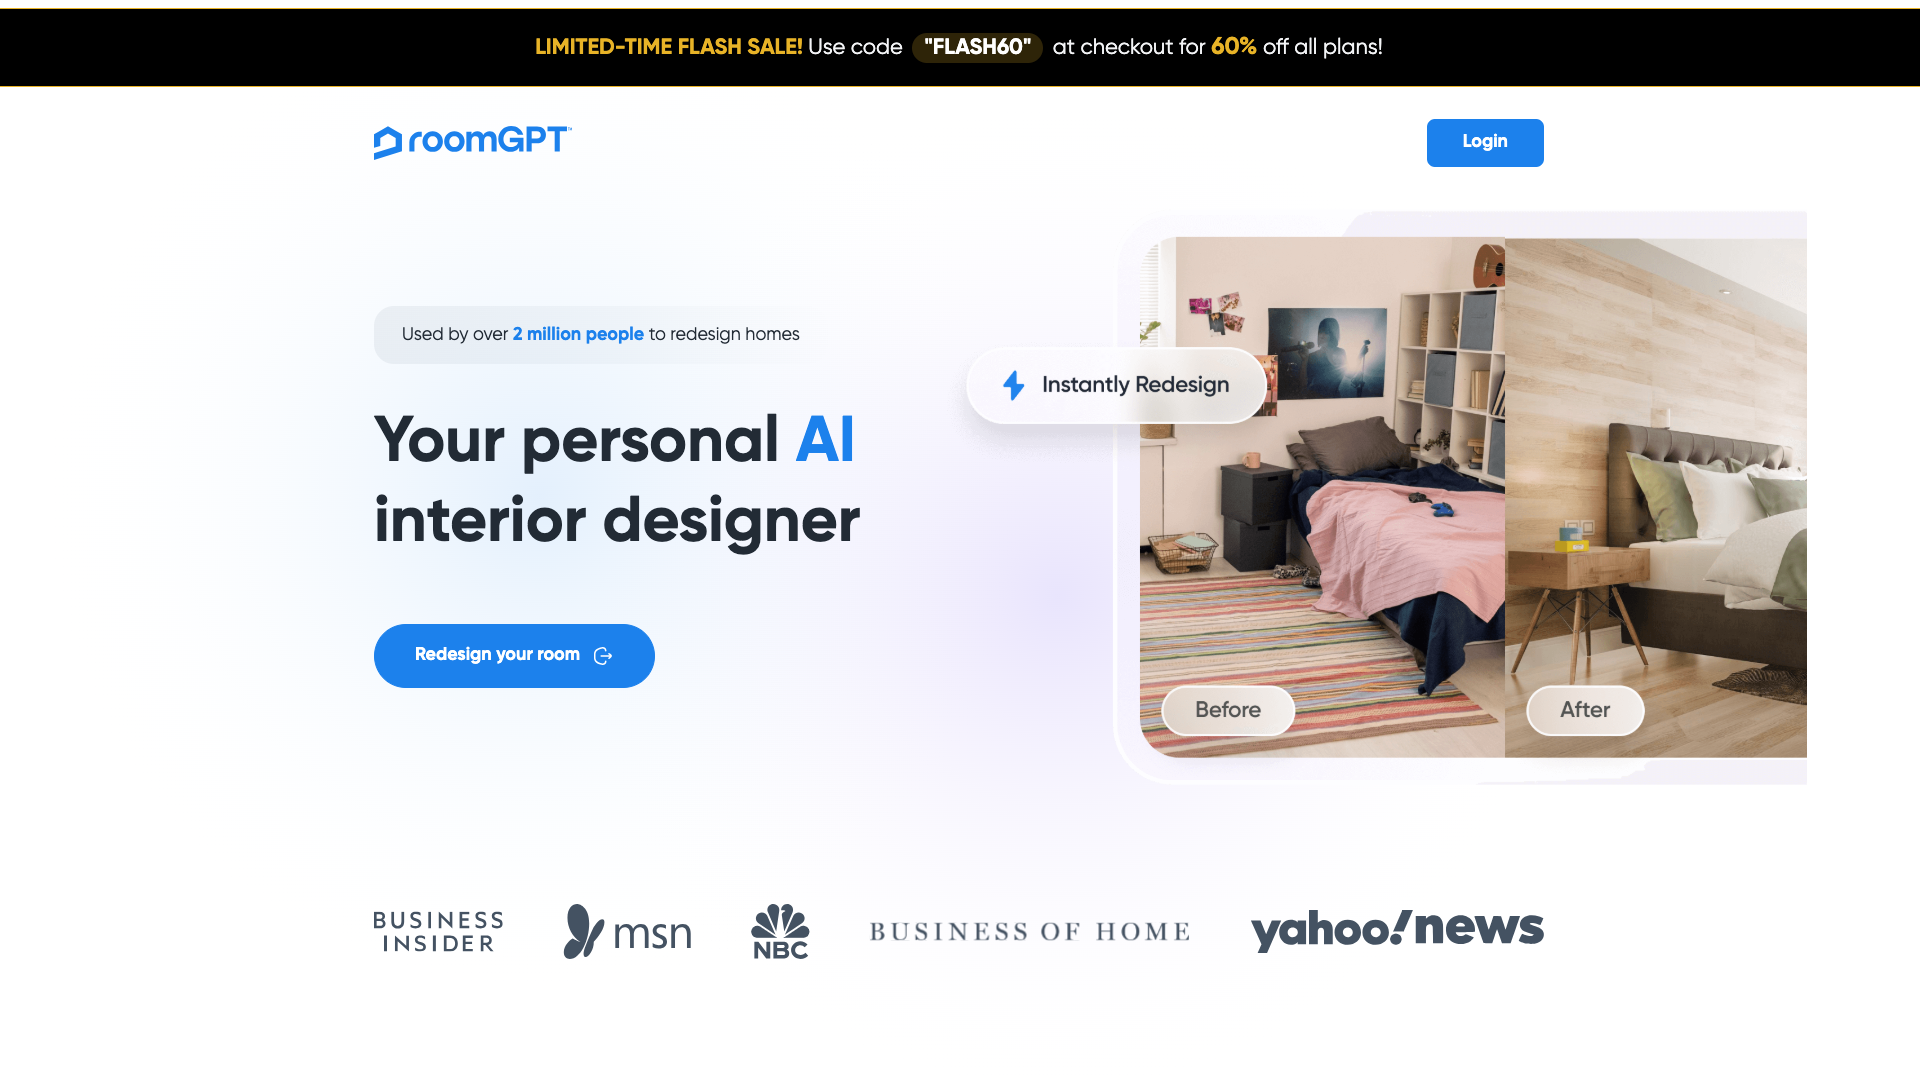 LIMITED-TIME FLASH SALE! Use code "FLASH60" at checkout for 60% off all plans!
roomGPT
Login
Used by over 2 million people to redesign homes
Your personal AI
interior designer
Instantly Redesign
Redesign your room
Before
After
BUSINESS
INSIDER
msn
NBC
BUSINESS OF HOME
yahoo!news